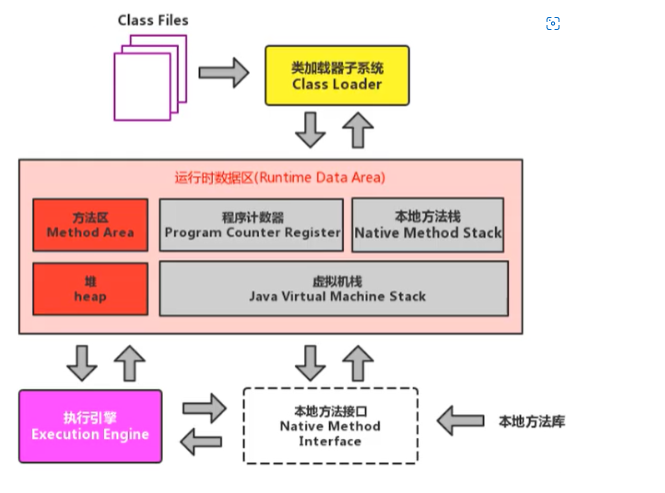 Class Files
类加载器子系统
Class Loader
运行时数据区(Runtime Data Area)
方法区
Method Area
程序计数器
Program Counter Register
本地方法栈
Native Method Stack
堆
heap
虚拟机栈
Java Virtual Machine Stack
执行引擎
Execution Engine
本地方法接口
Native Method
Interface
本地方法库